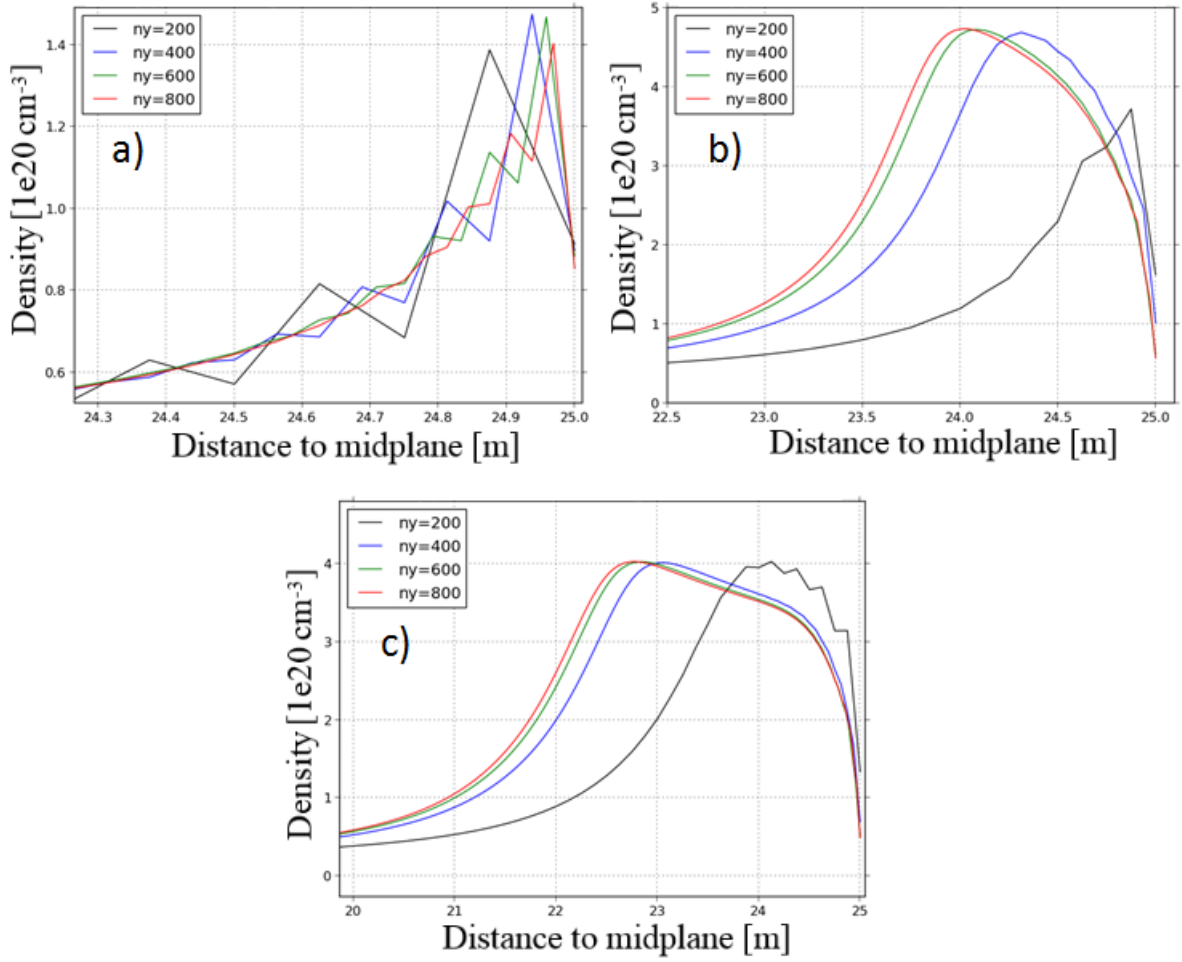 ny=200
ny=400
ny=600
ny=800
a)
Density [1e20 cm⁻³]
1.4
1.2
1.0
0.8
0.6
24.3 24.4 24.5 24.6 24.7 24.8 24.9 25.0
Distance to midplane [m]
ny=200
ny=400
ny=600
ny=800
b)
Density [1e20 cm⁻³]
5
4
3
2
1
0
22.5 23.0 23.5 24.0 24.5 25.0
Distance to midplane [m]
ny=200
ny=400
ny=600
ny=800
c)
Density [1e20 cm⁻³]
4
3
2
1
0
20 21 22 23 24 25
Distance to midplane [m]